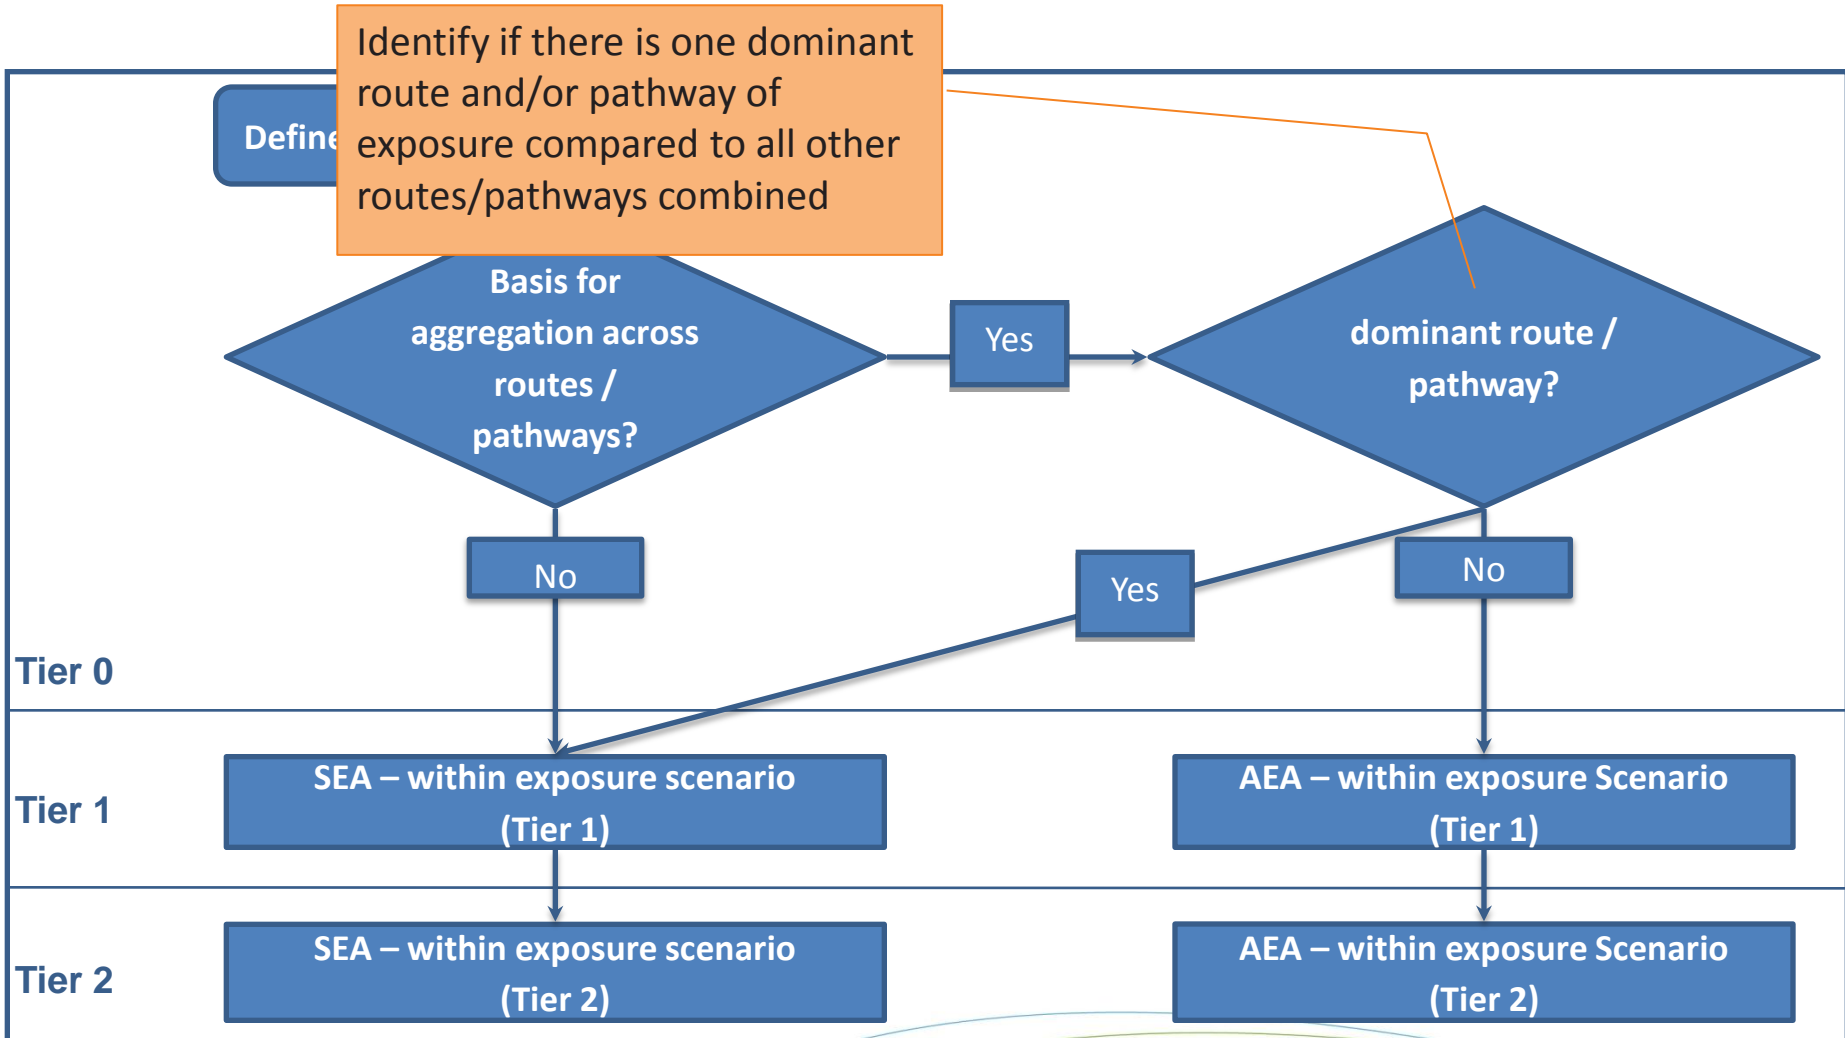 Identify if there is one dominant
route and/or pathway of
exposure compared to all other
routes/pathways combined
Define
Basis for
aggregation across
routes /
pathways?
Yes
dominant route /
pathway?
No
Yes
No
Tier 0
Tier 1
SEA – within exposure scenario
(Tier 1)
AEA – within exposure Scenario
(Tier 1)
Tier 2
SEA – within exposure scenario
(Tier 2)
AEA – within exposure Scenario
(Tier 2)